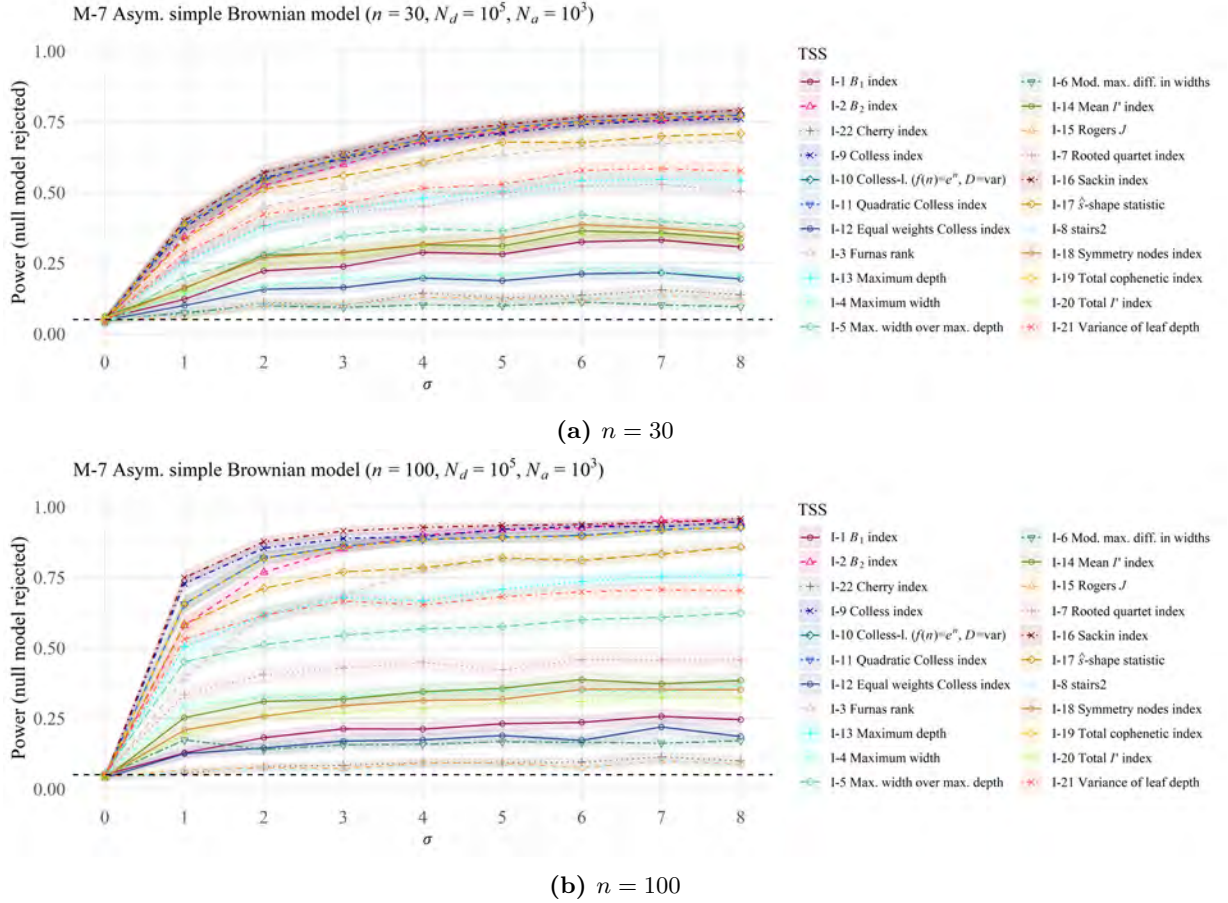 M-7 Asym. simple Brownian model (n = 30, N_d = 10^5, N_a = 10^3)
Power (null model rejected)
1.00
0.75
0.50
0.25
0.00
0 1 2 3 4 5 6 7 8
σ
TSS
I-1 B₁ index
I-2 B₂ index
I-22 Cherry index
I-9 Colless index
I-10 Colless-l. (f(n)=eⁿ, D=var)
I-11 Quadratic Colless index
I-12 Equal weights Colless index
I-3 Furnas rank
I-13 Maximum depth
I-4 Maximum width
I-5 Max. width over max. depth
I-6 Mod. max. diff. in widths
I-14 Mean I' index
I-15 Rogers J
I-7 Rooted quartet index
I-16 Sackin index
I-17 ŝ-shape statistic
I-8 stairs2
I-18 Symmetry nodes index
I-19 Total cophenetic index
I-20 Total I' index
I-21 Variance of leaf depth
(a) n = 30
M-7 Asym. simple Brownian model (n = 100, N_d = 10^5, N_a = 10^3)
Power (null model rejected)
1.00
0.75
0.50
0.25
0.00
0 1 2 3 4 5 6 7 8
σ
TSS
I-1 B₁ index
I-2 B₂ index
I-22 Cherry index
I-9 Colless index
I-10 Colless-l. (f(n)=eⁿ, D=var)
I-11 Quadratic Colless index
I-12 Equal weights Colless index
I-3 Furnas rank
I-13 Maximum depth
I-4 Maximum width
I-5 Max. width over max. depth
I-6 Mod. max. diff. in widths
I-14 Mean I' index
I-15 Rogers J
I-7 Rooted quartet index
I-16 Sackin index
I-17 ŝ-shape statistic
I-8 stairs2
I-18 Symmetry nodes index
I-19 Total cophenetic index
I-20 Total I' index
I-21 Variance of leaf depth
(b) n = 100